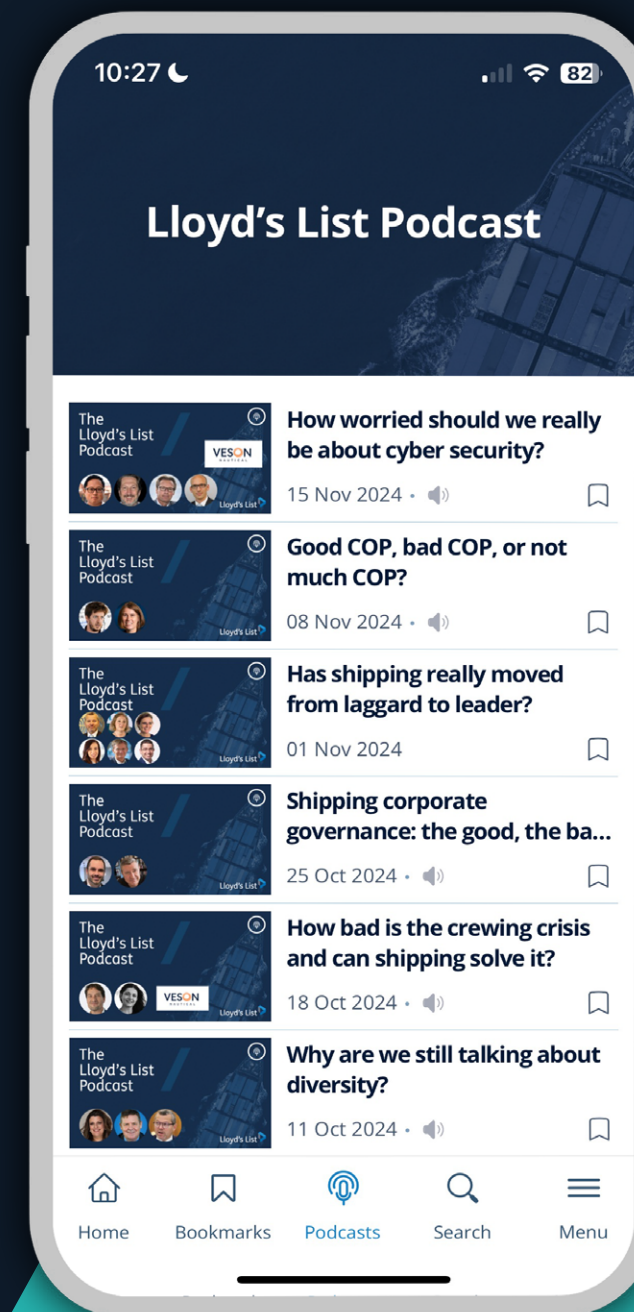 10:27
82
Lloyd's List Podcast
The
Lloyd's List
Podcast
VESON
NAUTICAL
Lloyd's List
How worried should we really
be about cyber security?
15 Nov 2024 •
The
Lloyd's List
Podcast
Lloyd's List
Good COP, bad COP, or not
much COP?
08 Nov 2024 •
The
Lloyd's List
Podcast
Lloyd's List
Has shipping really moved
from laggard to leader?
01 Nov 2024
The
Lloyd's List
Podcast
Lloyd's List
Shipping corporate
governance: the good, the ba...
25 Oct 2024 •
The
Lloyd's List
Podcast
VESON
NAUTICAL
Lloyd's List
How bad is the crewing crisis
and can shipping solve it?
18 Oct 2024 •
The
Lloyd's List
Podcast
Lloyd's List
Why are we still talking about
diversity?
11 Oct 2024 •
Home
Bookmarks
Podcasts
Search
Menu